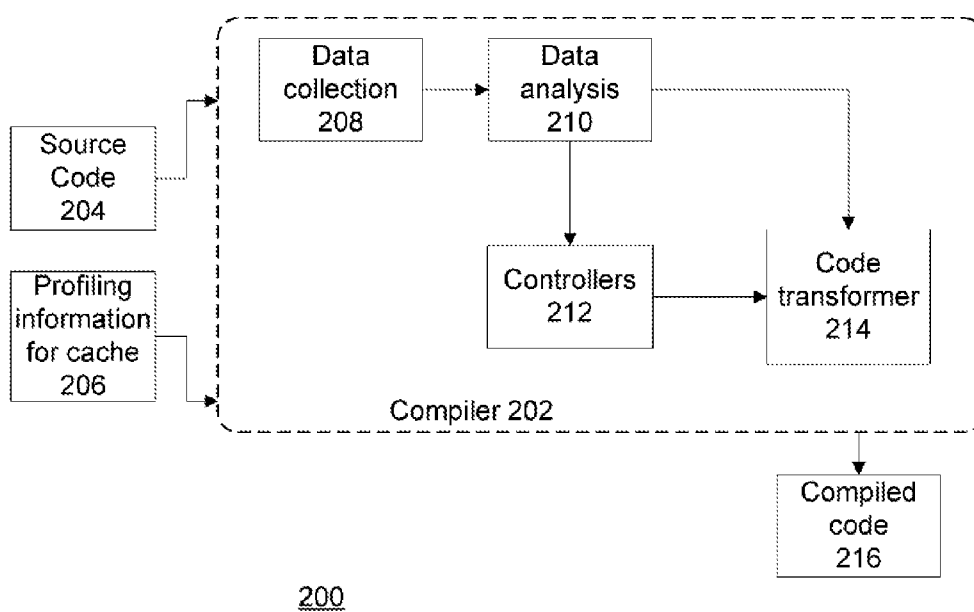 Data
collection
208
Data
analysis
210
Source
Code
204
Controllers
212
Code
transformer
214
Profiling
information
for cache
206
Compiler 202
Compiled
code
216
200